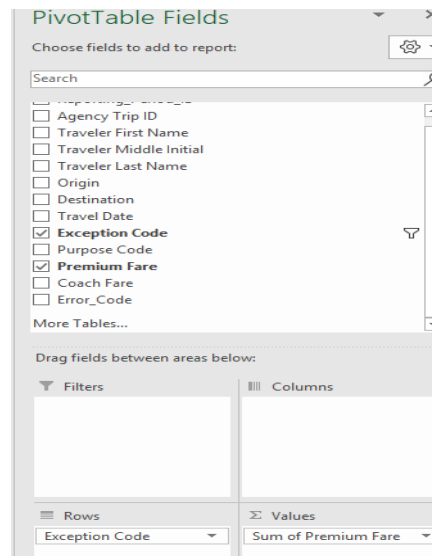 PivotTable Fields
Choose fields to add to report:
Search
Agency Trip ID
Traveler First Name
Traveler Middle Initial
Traveler Last Name
Origin
Destination
Travel Date
Exception Code
Purpose Code
Premium Fare
Coach Fare
Error_Code
More Tables...
Drag fields between areas below:
Filters
Columns
Rows
Σ Values
Exception Code
Sum of Premium Fare